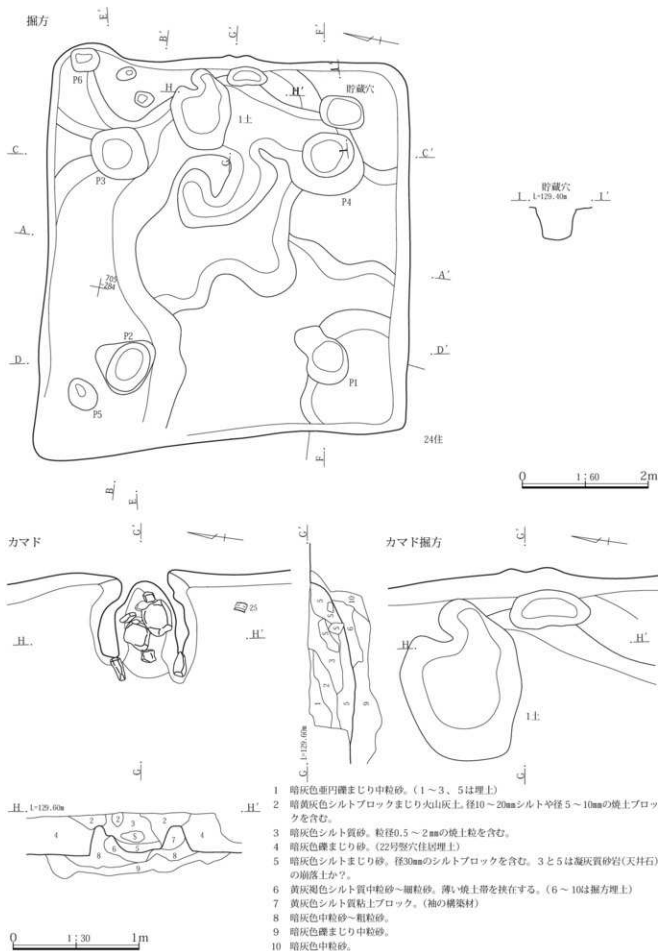 掘方
E'
B'
G'
F'
I'
P6
H
H'
貯蔵穴
1土
C
C'
P3
G
I
P4
貯蔵穴
I
L=129.40m
I'
A
A'
705
-284
P2
D
D'
P1
P5
24住
F
B
E
0
1:60
2m
カマド
G'
G'
カマド掘方
G'
25
H
H'
H
H'
1土
G
L=129.60m
G
G
H
L=129.60m
H'
1 暗灰色亜円礫まじり中粒砂。(1～3、5は埋土)
2 暗黄灰色シルトブロックまじり火山灰土。径10～20㎜シルトや径5～10㎜の焼土ブロッ
クを含む。
3 暗灰色シルト質砂。粒径0.5～2㎜の焼土粒を含む。
4 暗灰色礫まじり砂。(22号竪穴住居埋土)
5 暗灰色シルトまじり砂。径30㎜のシルトブロックを含む。3と5は凝灰質砂岩(天井石)
の崩落土か？。
6 黄灰褐色シルト質中粒砂～細粒砂。薄い焼土帯を挟在する。(6～10は掘方埋土)
7 黄灰色シルト質粘土ブロック。(袖の構築材)
8 暗灰色中粒砂～粗粒砂。
9 暗灰色礫まじり中粒砂。
10 暗灰色中粒砂。
0
1:30
1m